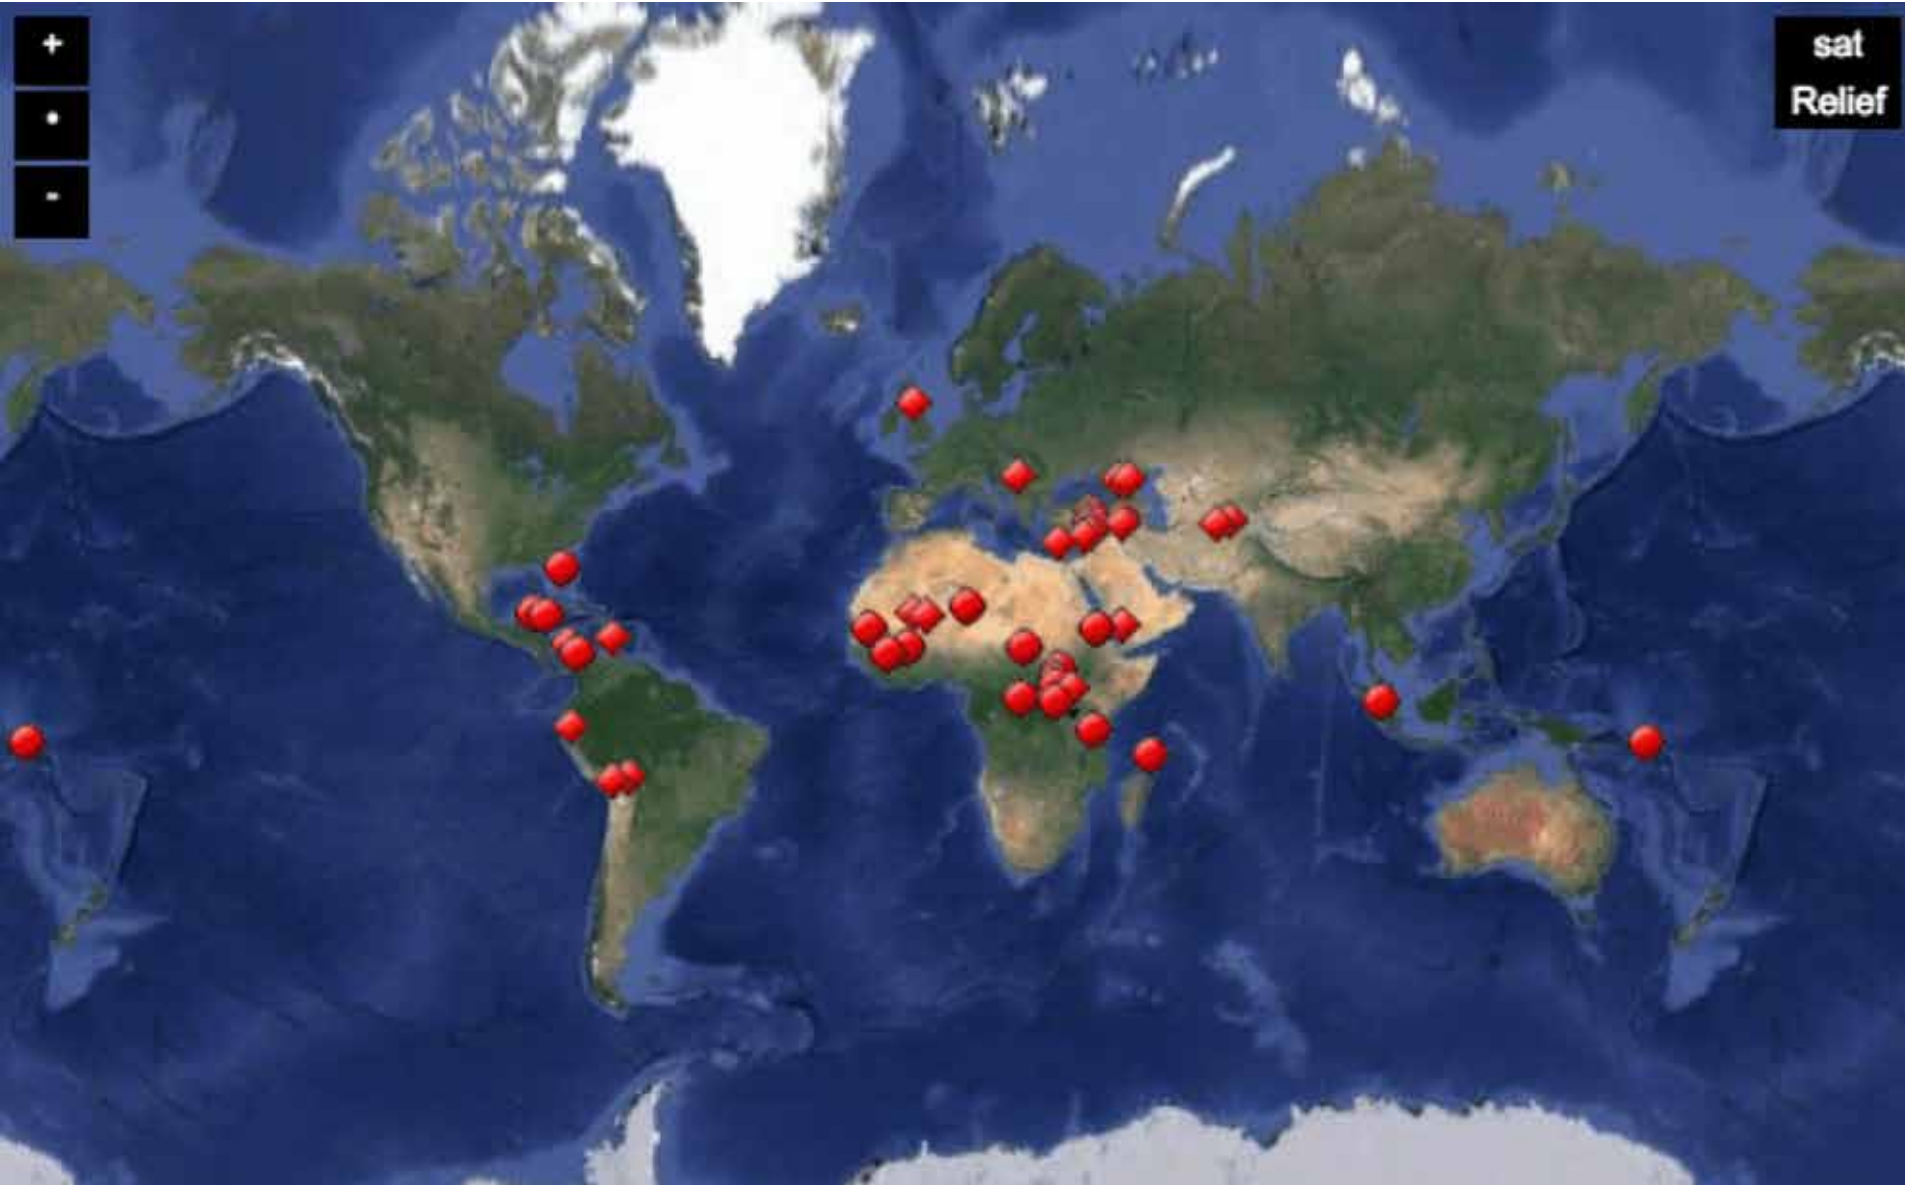 +
•
-
sat
Relief